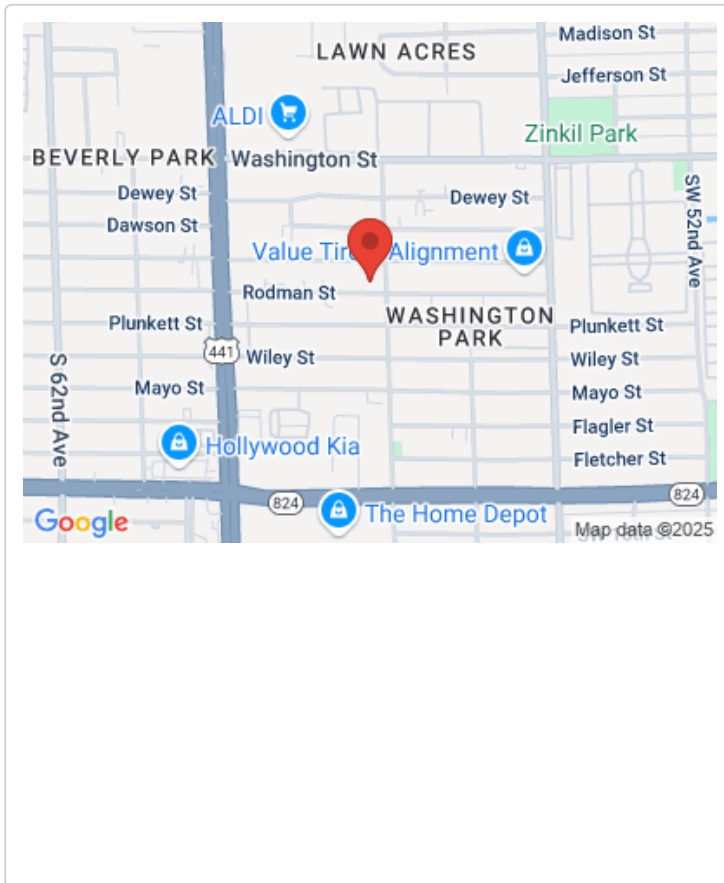 Madison St
LAWN ACRES
Jefferson St
ALDI
Zinkil Park
BEVERLY PARK
Washington St
Dewey St
Dewey St
SW 52nd Ave
Dawson St
Value Tire
Alignment
Rodman St
WASHINGTON
PARK
Plunkett St
Plunkett St
441
Wiley St
Wiley St
S 62nd Ave
Mayo St
Mayo St
Flagler St
Hollywood Kia
Fletcher St
824
824
The Home Depot
Google
Map data ©2025